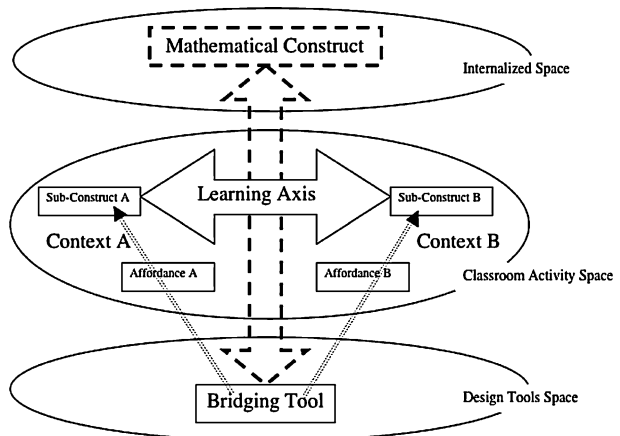 Mathematical Construct
Internalized Space
Learning Axis
Sub-Construct A
Sub-Construct B
Context A
Context B
Affordance A
Affordance B
Classroom Activity Space
Bridging Tool
Design Tools Space